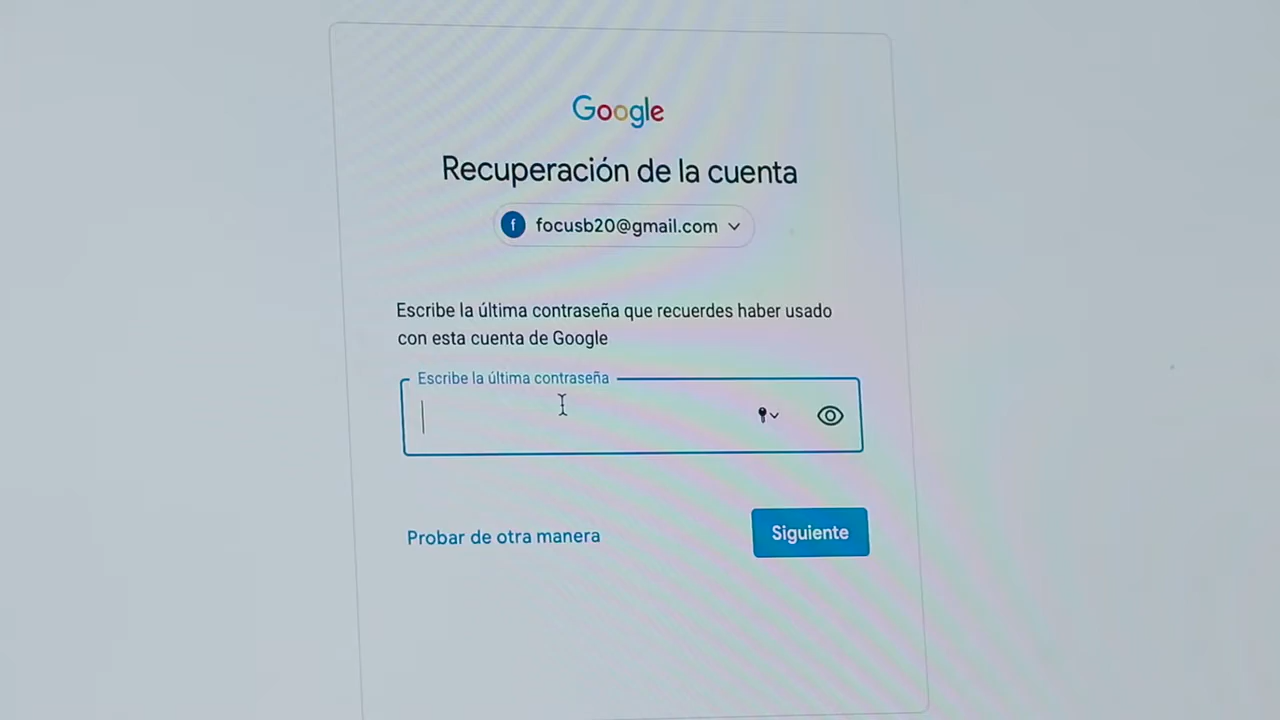 Google
Recuperación de la cuenta
f focusb20@gmail.com
Escribe la última contraseña que recuerdes haber usado
con esta cuenta de Google
Escribe la última contraseña
Probar de otra manera
Siguiente